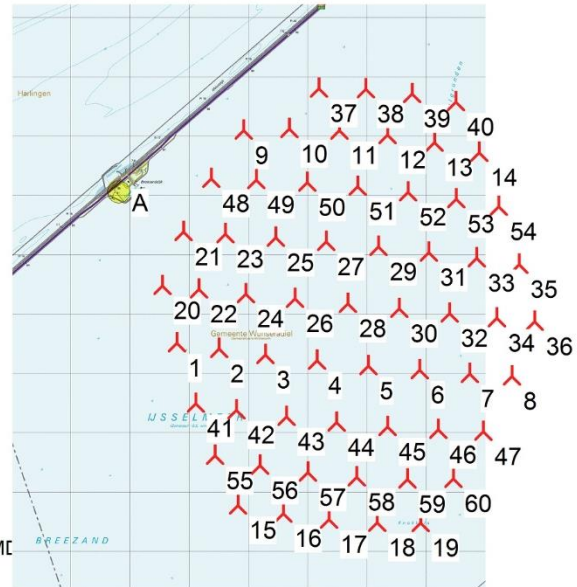 Harlingen
37 38 39 40
9 10 11 12 13 14
A
48 49 50 51 52 53 54
21 23 25 27 29 31 33 35
20 22 24 26 28 30 32 34 36
1 2 3 4 5 6 7 8
IJSSELM
41 42 43 44 45 46 47
55 56 57 58 59 60
15 16 17 18 19
BREEZAND